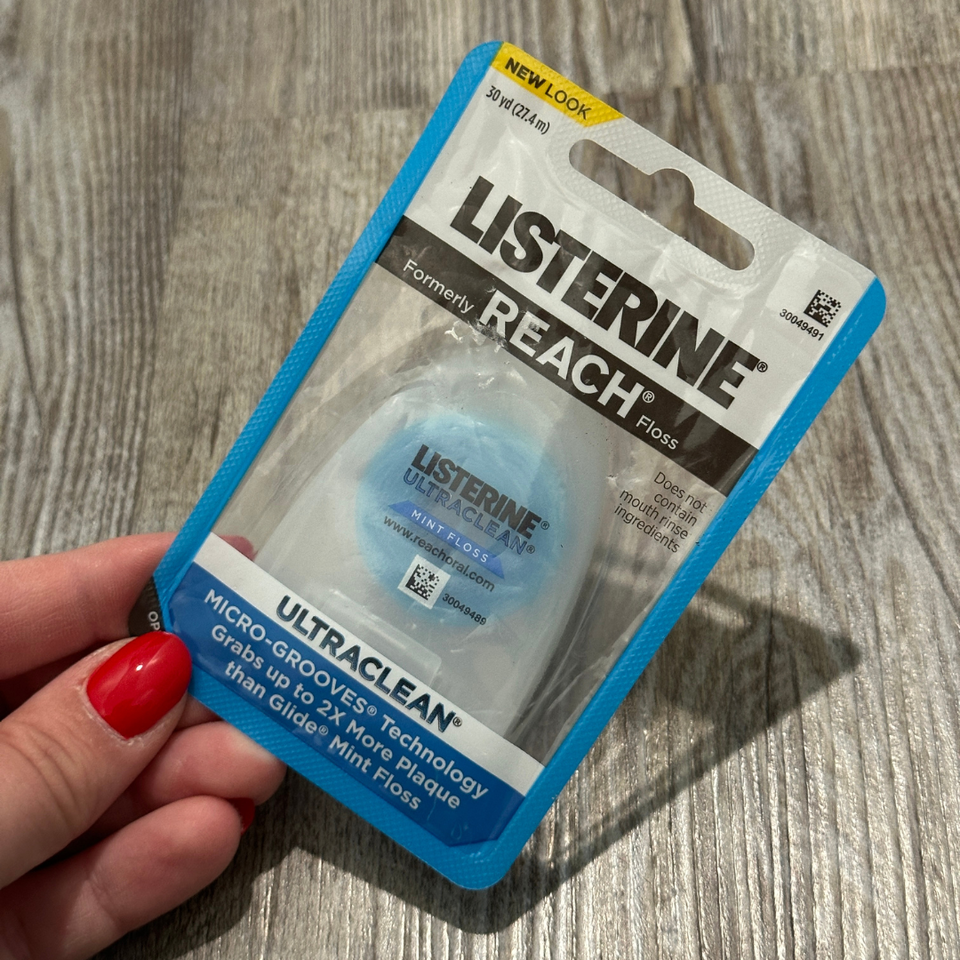 NEW LOOK
30 yd (27.4 m)
LISTERINE®
30049491
Formerly REACH® Floss
Does not
contain
mouth rinse
ingredients
LISTERINE®
ULTRACLEAN®
MINT FLOSS
www.reachoral.com
30049489
ULTRACLEAN®
MICRO-GROOVES® Technology
Grabs up to 2X More Plaque
than Glide® Mint Floss
OP